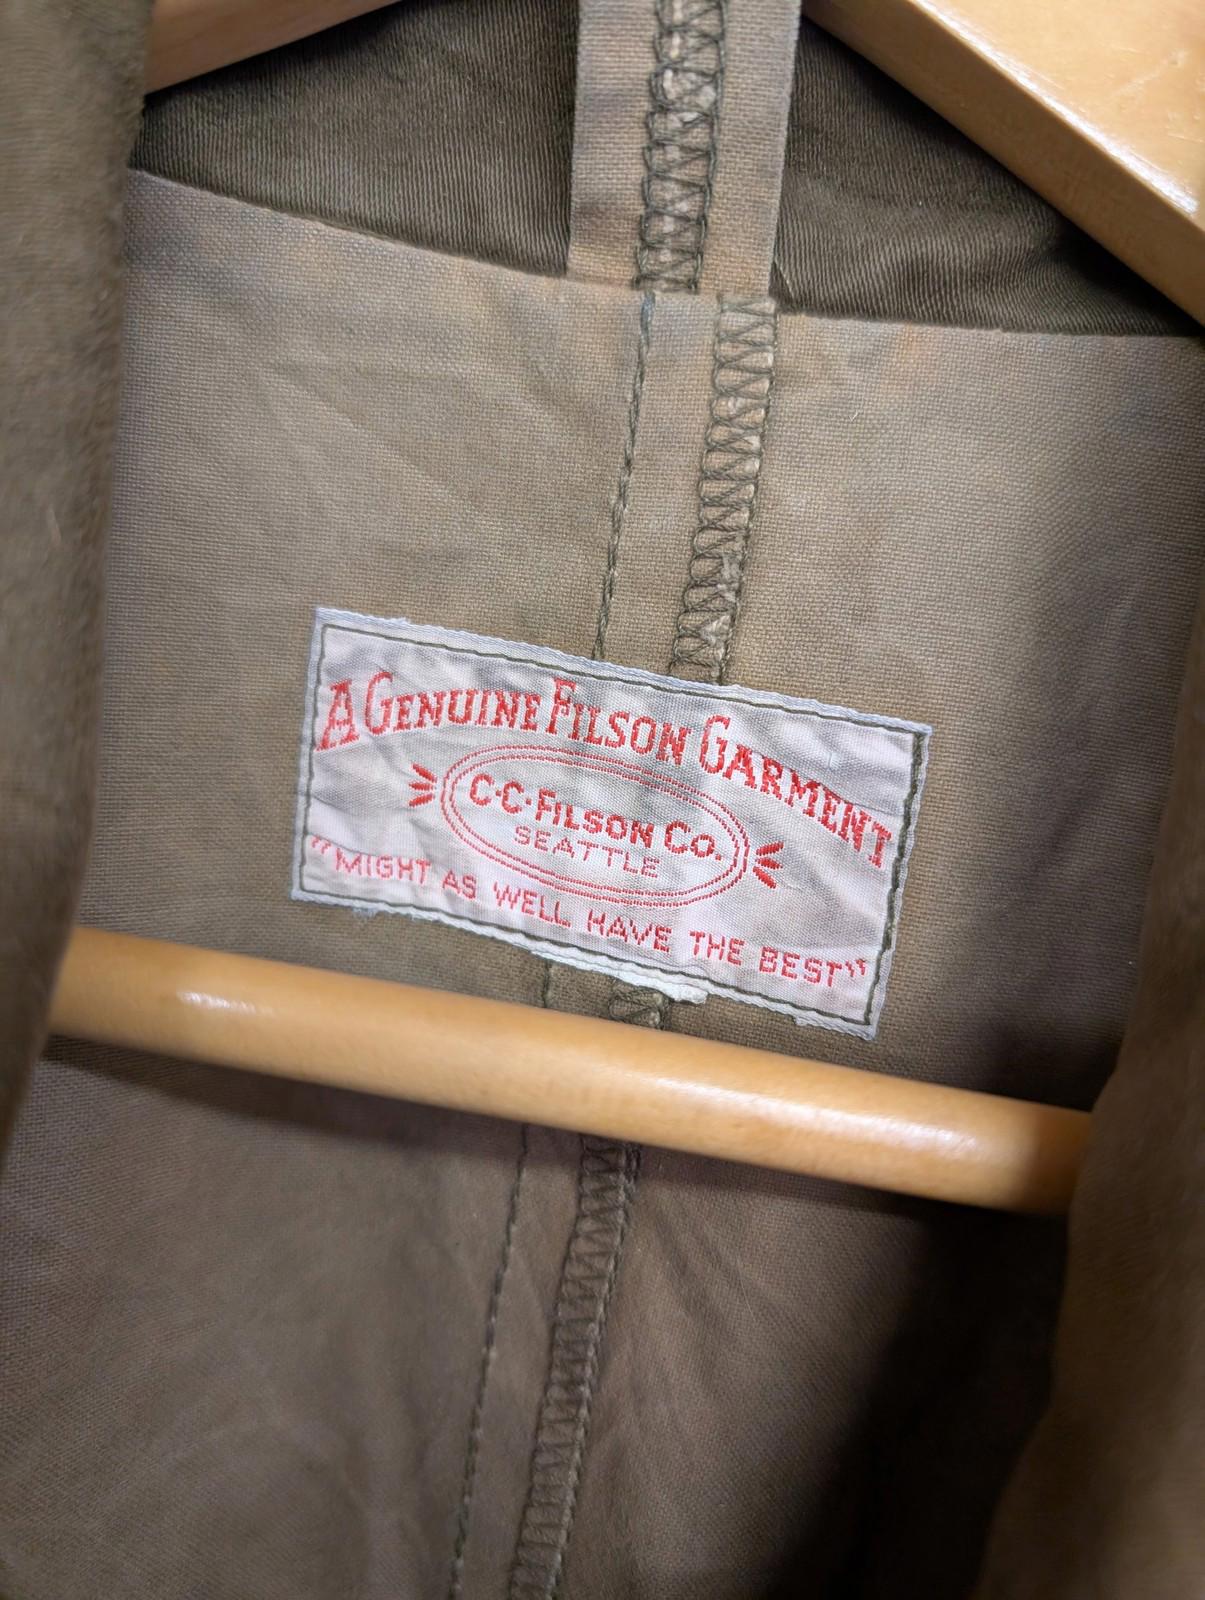 A GENUINE FILSON GARMENT
C·C·FILSON CO.
SEATTLE
"MIGHT AS WELL HAVE THE BEST"